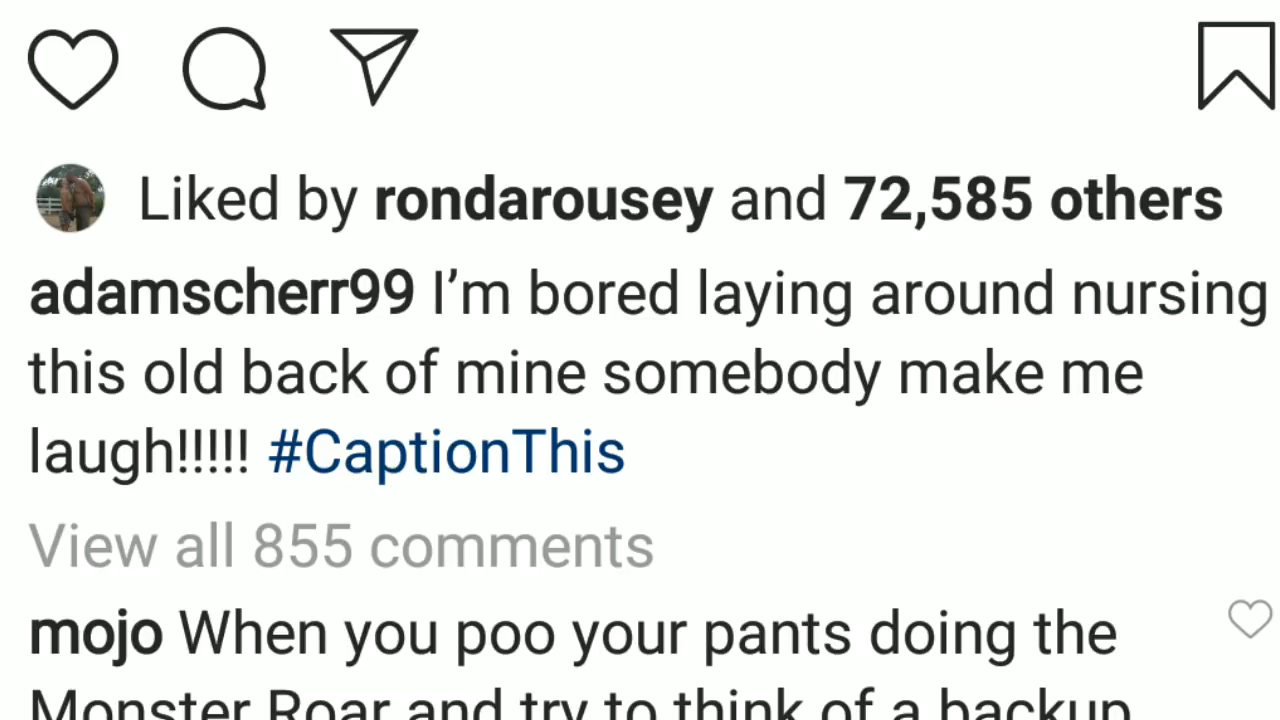 Liked by rondarousey and 72,585 others
adamscherr99 I’m bored laying around nursing
this old back of mine somebody make me
laugh!!!!! #CaptionThis
View all 855 comments
mojo When you poo your pants doing the
Monster Roar and try to think of a backup